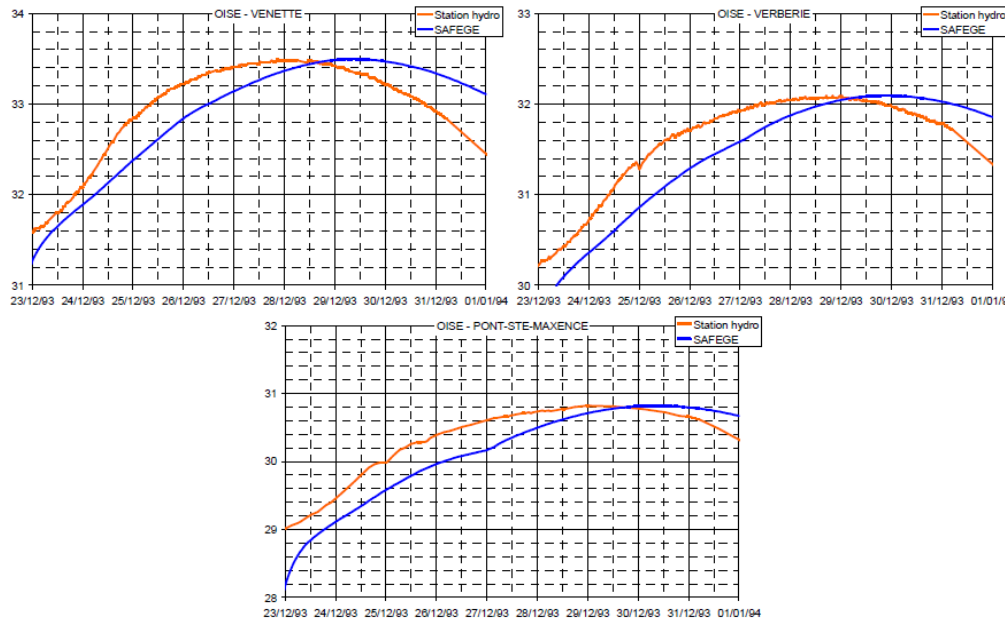 OISE - VENETTE
Station hydro
SAFEGE
34
33
32
31
23/12/93 24/12/93 25/12/93 26/12/93 27/12/93 28/12/93 29/12/93 30/12/93 31/12/93 01/01/94
OISE - VERBERIE
Station hydro
SAFEGE
33
32
31
30
23/12/93 24/12/93 25/12/93 26/12/93 27/12/93 28/12/93 29/12/93 30/12/93 31/12/93 01/01/94
OISE - PONT-STE-MAXENCE
Station hydro
SAFEGE
32
31
30
29
28
23/12/93 24/12/93 25/12/93 26/12/93 27/12/93 28/12/93 29/12/93 30/12/93 31/12/93 01/01/94